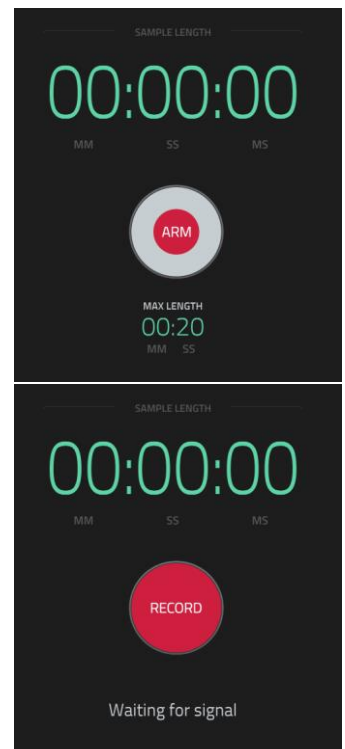 SAMPLE LENGTH
00:00:00
MM SS MS
ARM
MAX LENGTH
00:20
MM SS
SAMPLE LENGTH
00:00:00
MM SS MS
RECORD
Waiting for signal